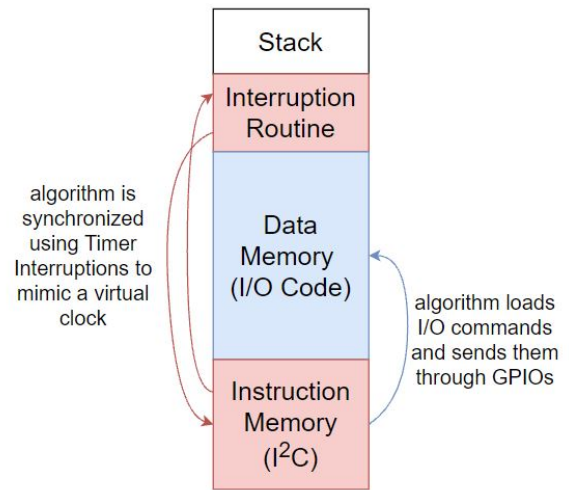 Stack
Interruption
Routine
algorithm is
synchronized
using Timer
Interruptions to
mimic a virtual
clock
Data
Memory
(I/O Code)
algorithm loads
I/O commands
and sends them
through GPIOs
Instruction
Memory
(I²C)